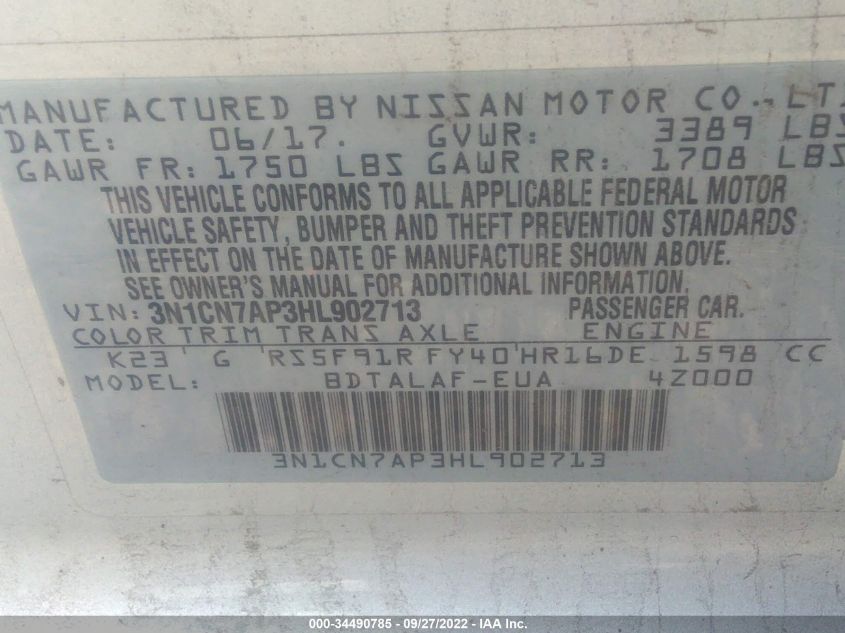 MANUFACTURED BY NISSAN MOTOR CO., LT
DATE: 06/17. GVWR: 3389 LBS
GAWR FR: 1750 LBS GAWR RR: 1708 LBS
THIS VEHICLE CONFORMS TO ALL APPLICABLE FEDERAL MOTOR
VEHICLE SAFETY, BUMPER AND THEFT PREVENTION STANDARDS
IN EFFECT ON THE DATE OF MANUFACTURE SHOWN ABOVE.
SEE OWNER'S MANUAL FOR ADDITIONAL INFORMATION.
VIN: 3N1CN7AP3HL902713 PASSENGER CAR.
COLOR TRIM TRANS AXLE ENGINE
K23 G RS5F91R FY40 HR16DE 1598 CC
MODEL: BDTALAF-EUA 4Z000
3N1CN7AP3HL902713
000-34490785 - 09/27/2022 - IAA Inc.